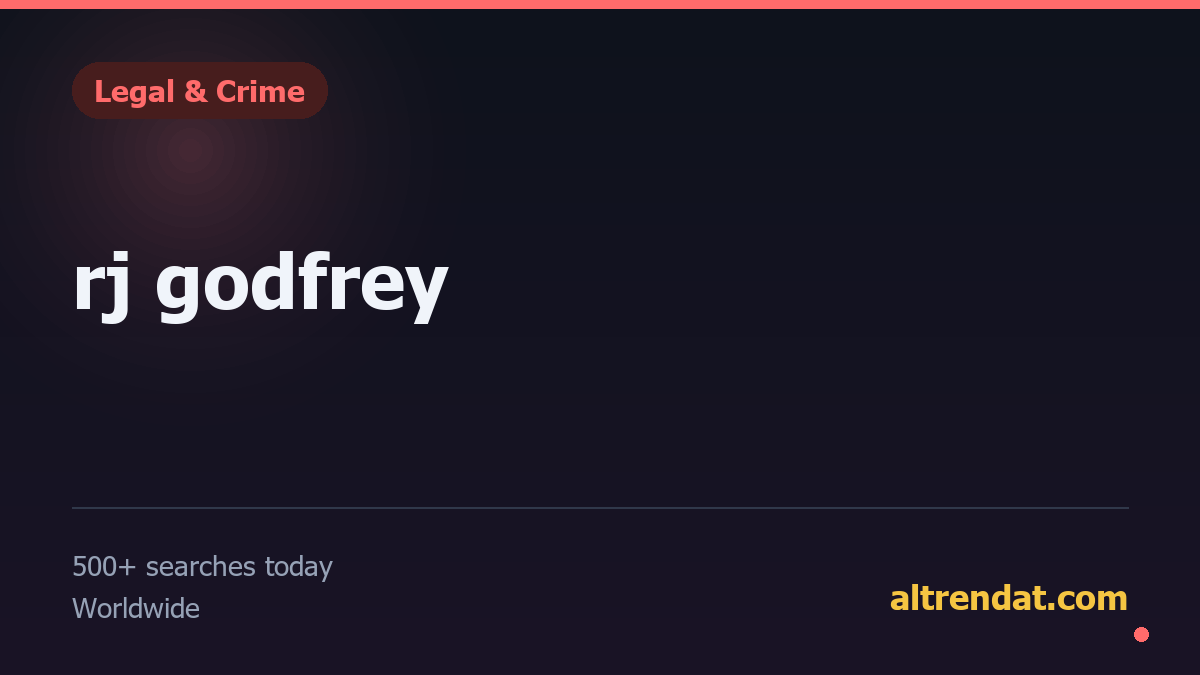 Legal & Crime
rj godfrey
500+ searches today
Worldwide
altrendat.com